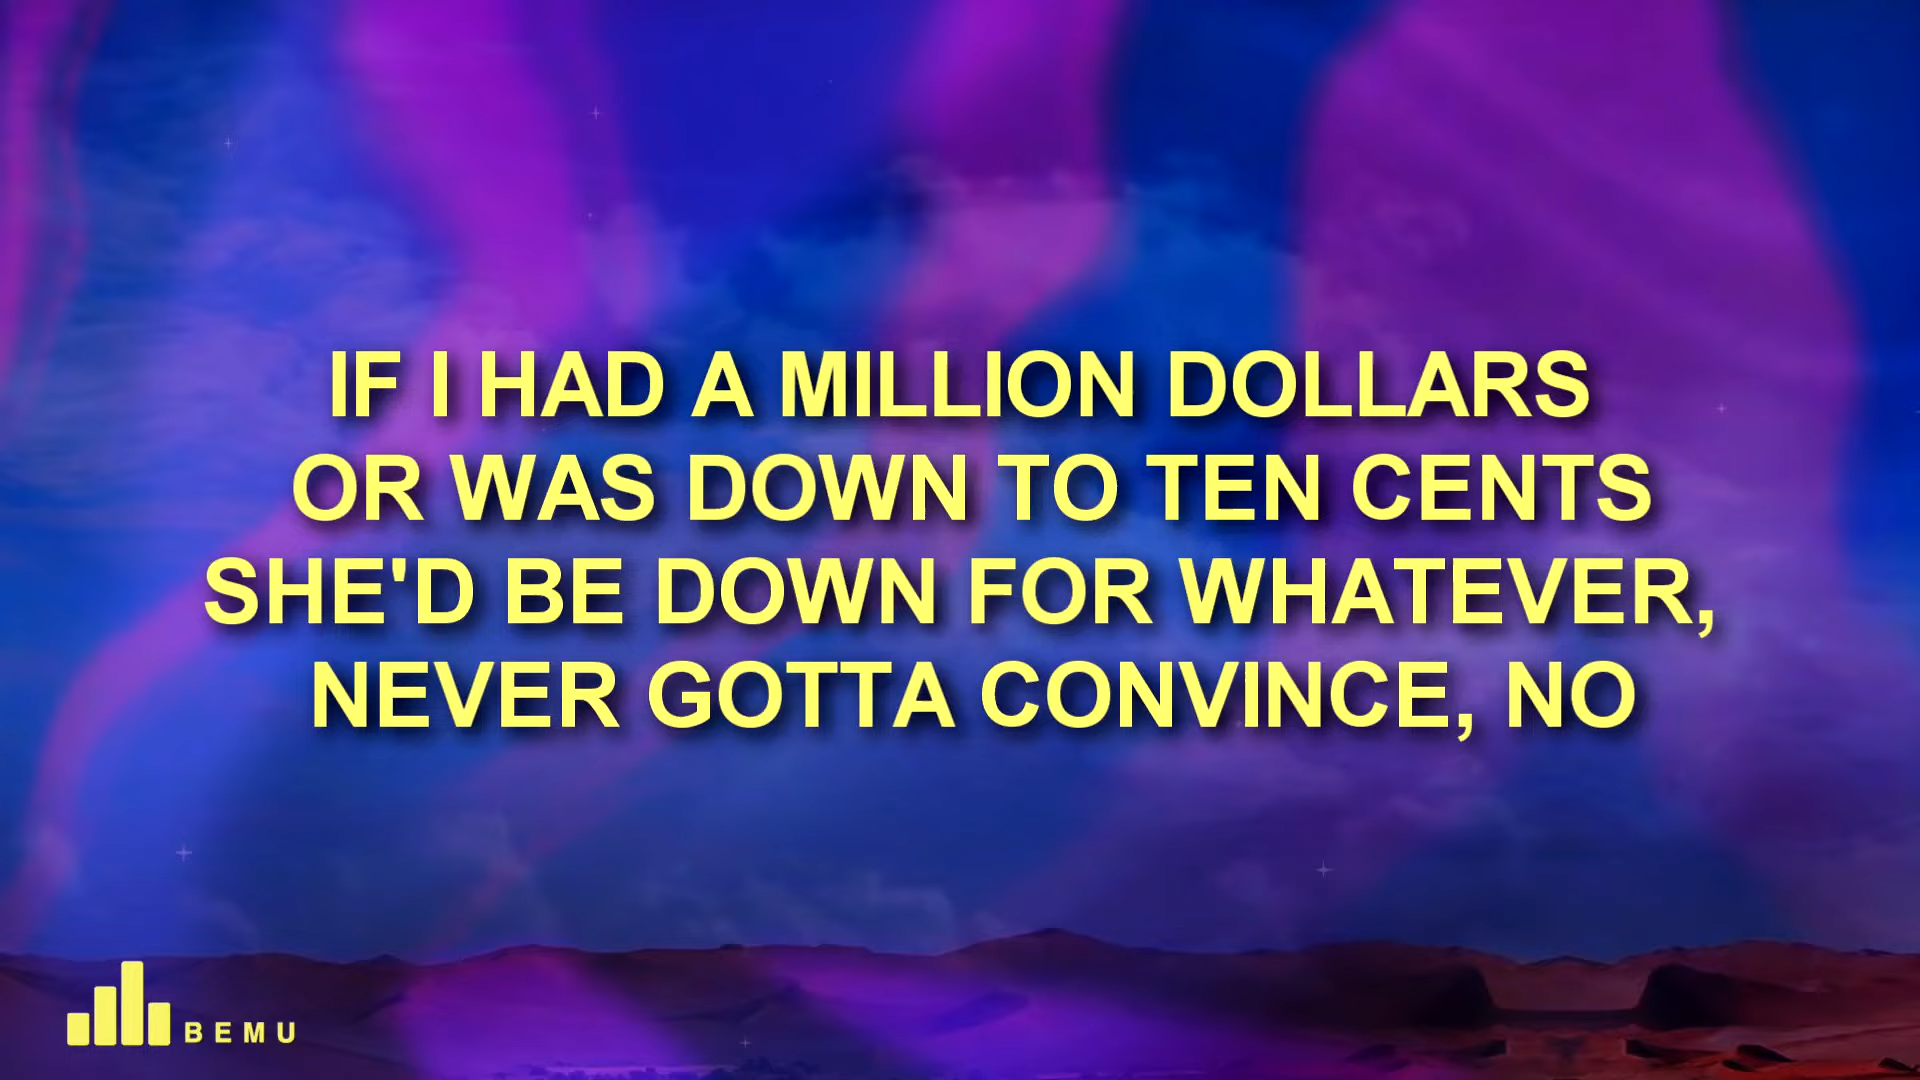 IF I HAD A MILLION DOLLARS
OR WAS DOWN TO TEN CENTS
SHE'D BE DOWN FOR WHATEVER,
NEVER GOTTA CONVINCE, NO
BEMU